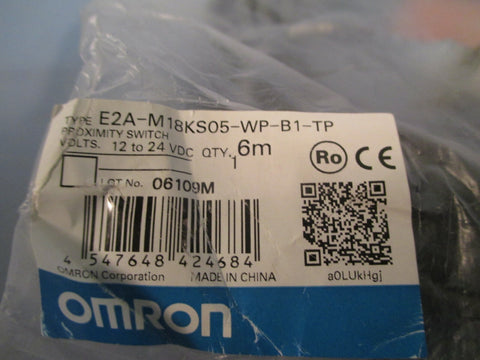 TYPE E2A-M18KS05-WP-B1-TP 6m
PROXIMITY SWITCH
VOLTS. 12 to 24 VDC QTY. 1
Ro CE
LOT No. 06109M
4 547648 424684
OMRON Corporation MADE IN CHINA
a0LUkHgj
OMRON